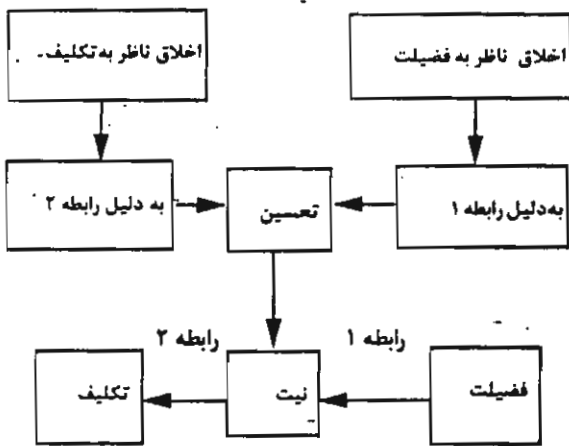 اخلاق ناظر به فضیلت
اخلاق ناظر به تکلیف
به دلیل رابطه ۱
تحسین
به دلیل رابطه ۲
رابطه ۱
رابطه ۲
فضیلت
نیت
تکلیف